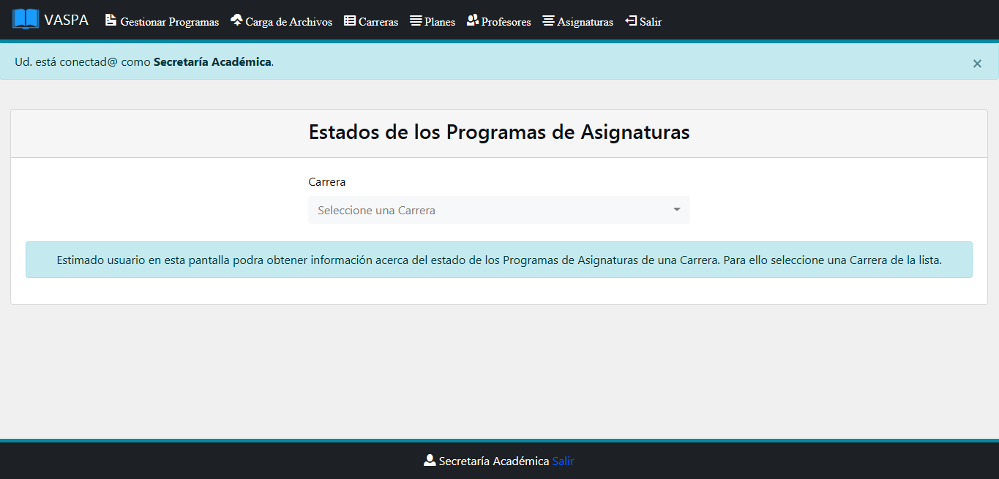 VASPA Gestionar Programas Carga de Archivos Carreras Planes Profesores Asignaturas Salir
Ud. está conectad@ como Secretaría Académica. ×
Estados de los Programas de Asignaturas
Carrera
Seleccione una Carrera
Estimado usuario en esta pantalla podra obtener información acerca del estado de los Programas de Asignaturas de una Carrera. Para ello seleccione una Carrera de la lista.
Secretaría Académica Salir